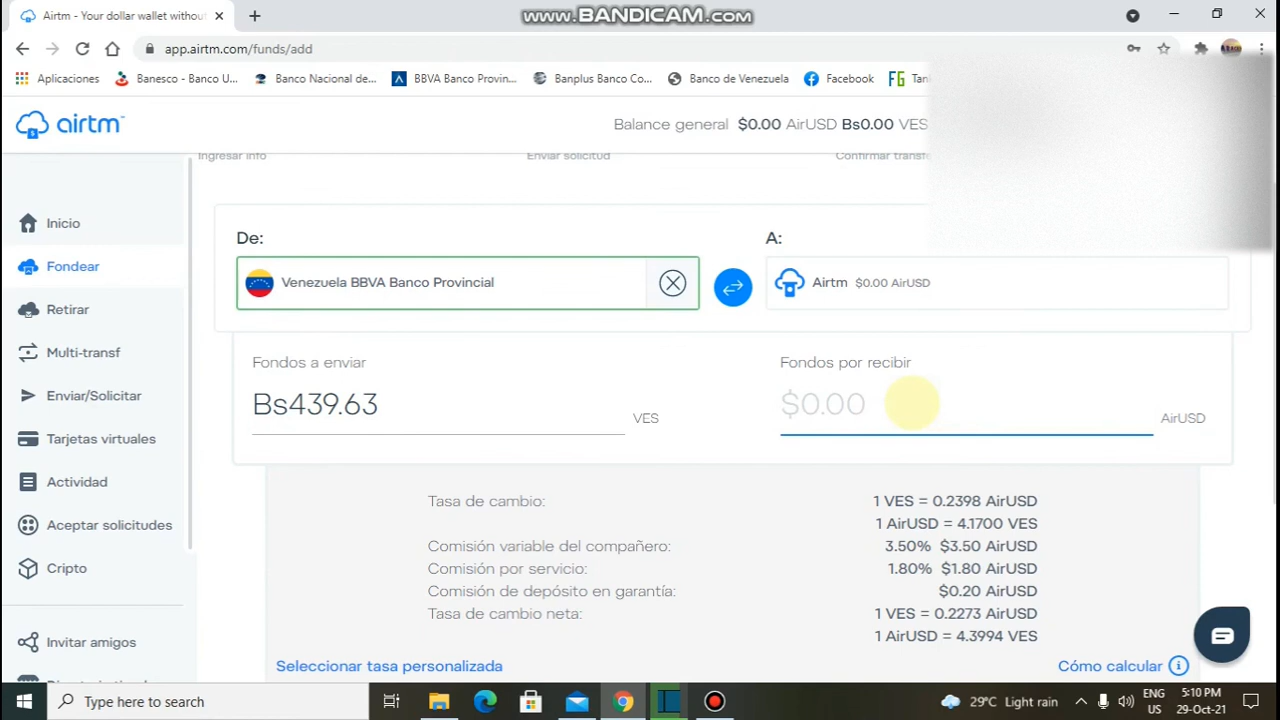 Airtm - Your dollar wallet without
www.BANDICAM.com
app.airtm.com/funds/add
Aplicaciones
Banesco - Banco U...
Banco Nacional de...
BBVA Banco Provin...
Banplus Banco Co...
Banco de Venezuela
Facebook
airtm
Balance general $0.00 AirUSD Bs0.00 VES
Ingresar info
Enviar solicitud
Inicio
Fondear
Retirar
Multi-transf
Enviar/Solicitar
Tarjetas virtuales
Actividad
Aceptar solicitudes
Cripto
Invitar amigos
De:
A:
Venezuela BBVA Banco Provincial
Airtm $0.00 AirUSD
Fondos a enviar
Fondos por recibir
Bs439.63
VES
$0.00
AirUSD
Tasa de cambio: 1 VES = 0.2398 AirUSD
1 AirUSD = 4.1700 VES
Comisión variable del compañero: 3.50% $3.50 AirUSD
Comisión por servicio: 1.80% $1.80 AirUSD
Comisión de depósito en garantía: $0.20 AirUSD
Tasa de cambio neta: 1 VES = 0.2273 AirUSD
1 AirUSD = 4.3994 VES
Seleccionar tasa personalizada
Cómo calcular
Type here to search
29°C Light rain
ENG
US
5:10 PM
29-Oct-21